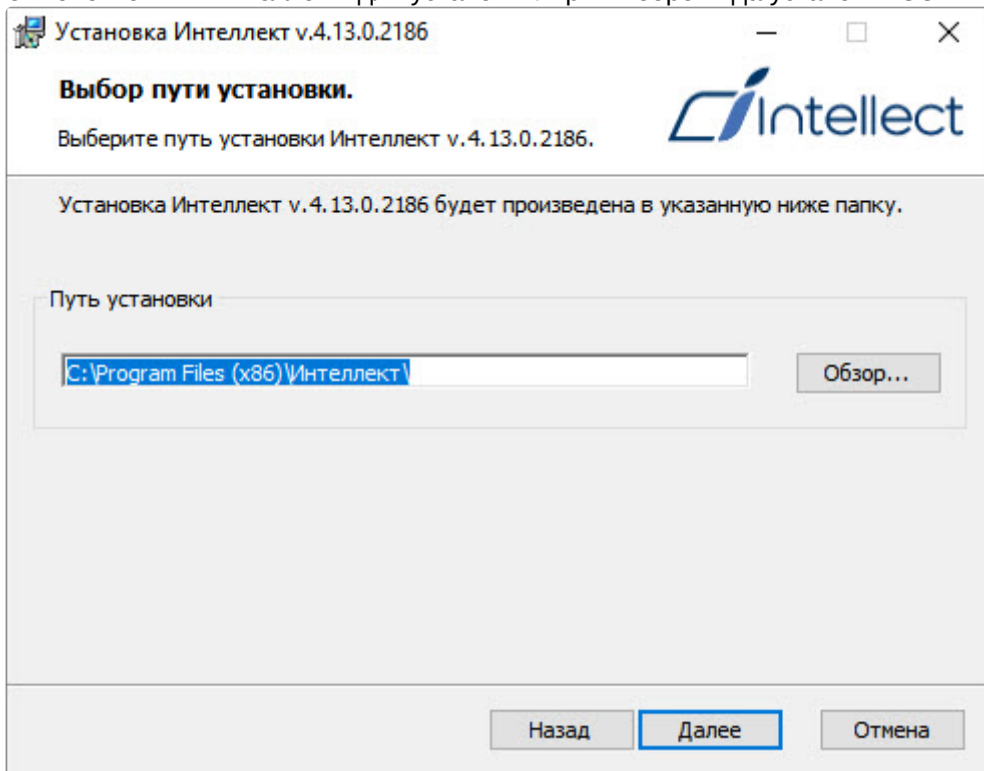 Установка Интеллект v.4.13.0.2186
Выбор пути установки.
Intellect
Выберите путь установки Интеллект v.4.13.0.2186.
Установка Интеллект v.4.13.0.2186 будет произведена в указанную ниже папку.
Путь установки
C:\Program Files (x86)\Интеллект\
Обзор...
Назад
Далее
Отмена